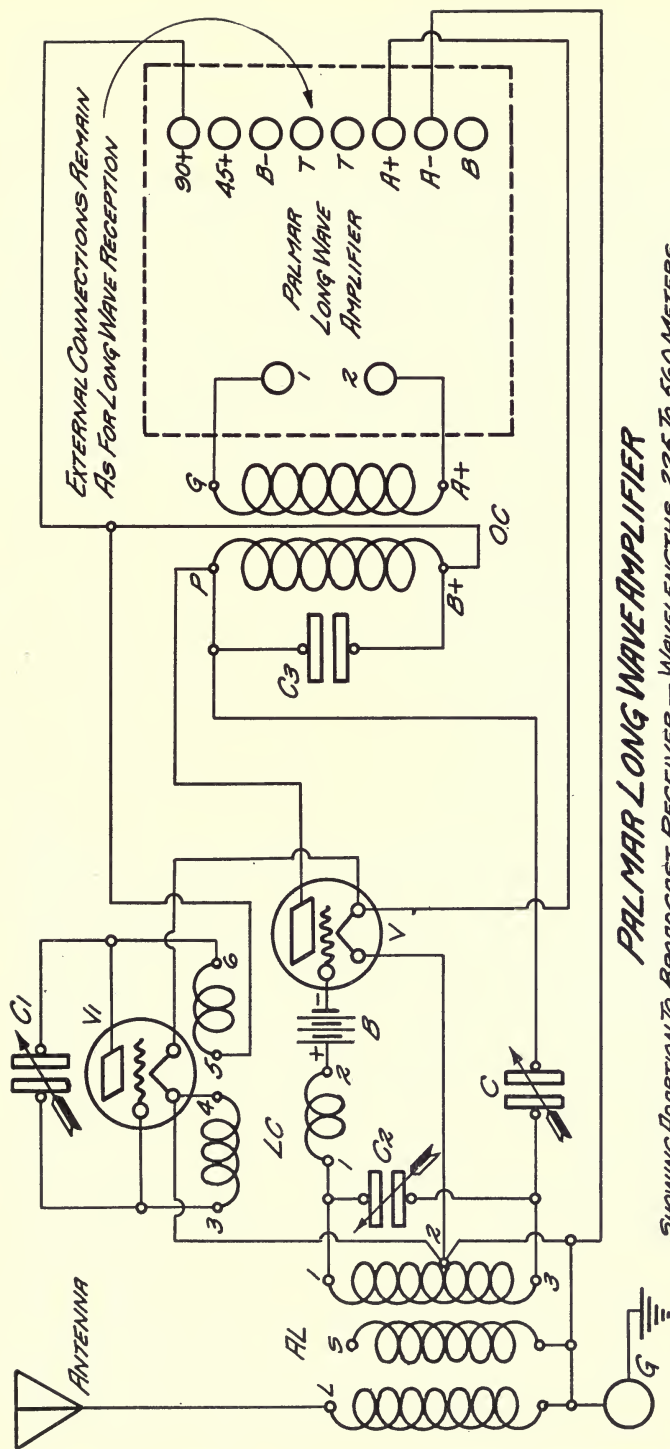 ANTENNA
C1
V1
EXTERNAL CONNECTIONS REMAIN
AS FOR LONG WAVE RECEPTION
3
4
5
6
LC
1
2
+
-
B
V
C2
AL
L
S
1
2
3
C
G
P
B+
C3
O.C
G
A+
1
2
PALMAR
LONG WAVE
AMPLIFIER
90+
45+
B-
T
T
A+
A-
B
PALMAR LONG WAVE AMPLIFIER
SHOWING ADAPTION TO BROADCAST RECEIVER — WAVELENGTHS 225 TO 560 METERS